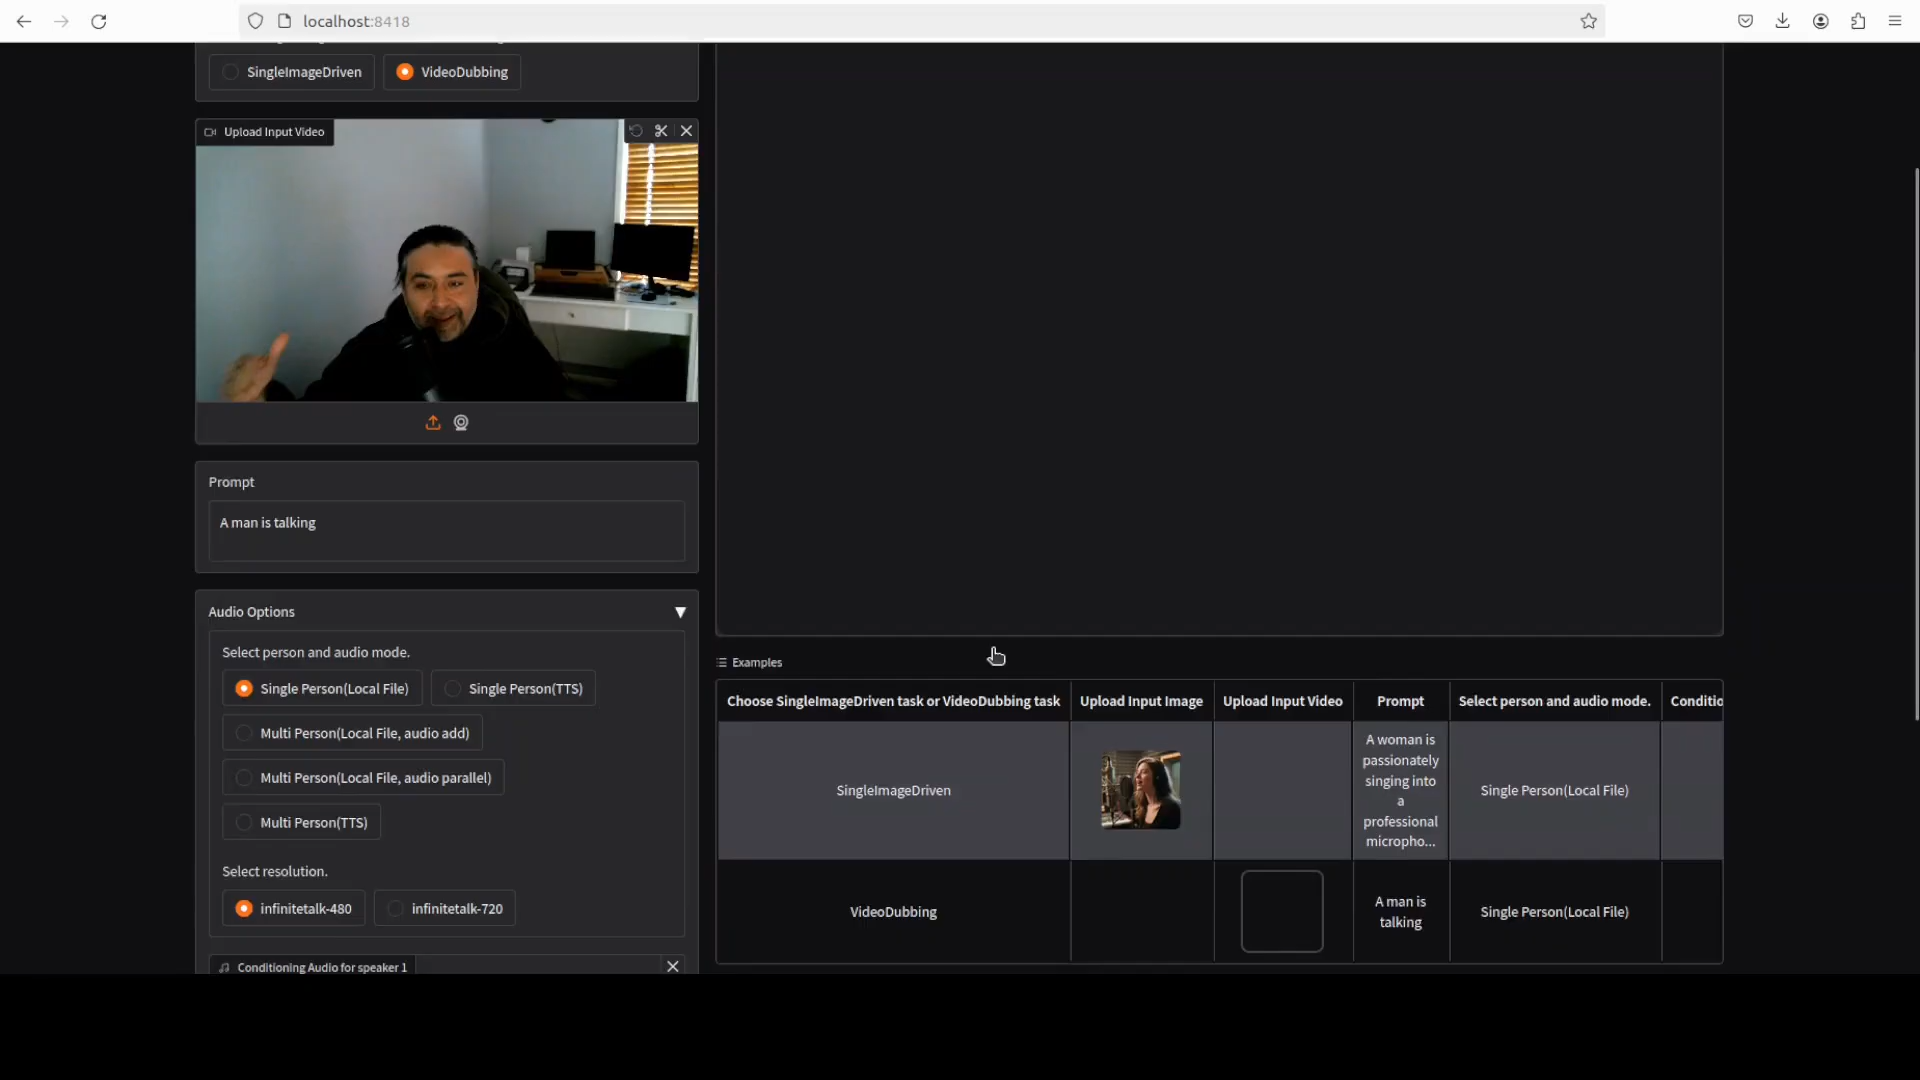 localhost:8418
SingleImageDriven
VideoDubbing
Upload Input Video
Prompt
A man is talking
Audio Options
Select person and audio mode.
Single Person(Local File)
Single Person(TTS)
Multi Person(Local File, audio add)
Multi Person(Local File, audio parallel)
Multi Person(TTS)
Select resolution.
infinitetalk-480
infinitetalk-720
Conditioning Audio for speaker 1
Examples
Choose SingleImageDriven task or VideoDubbing task
Upload Input Image
Upload Input Video
Prompt
Select person and audio mode.
Conditio
SingleImageDriven
A woman is
passionately
singing into
a
professional
micropho...
Single Person(Local File)
VideoDubbing
A man is
talking
Single Person(Local File)